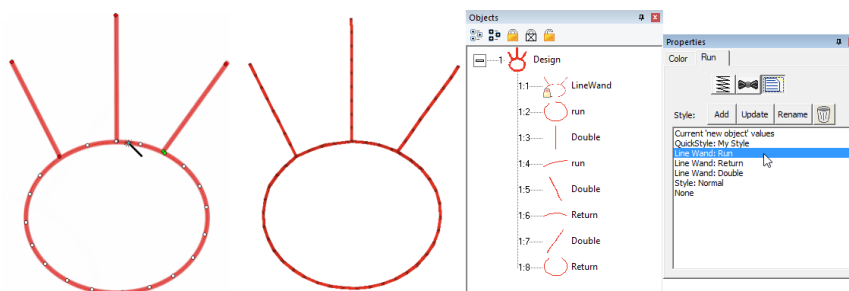 Objects
1 Design
1:1 LineWand
1:2 run
1:3 Double
1:4 run
1:5 Double
1:6 Return
1:7 Double
1:8 Return
Properties
Color Run
Style: Add Update Rename
Current 'new object' values
QuickStyle: My Style
Line Wand: Run
Line Wand: Return
Line Wand: Double
Style: Normal
None